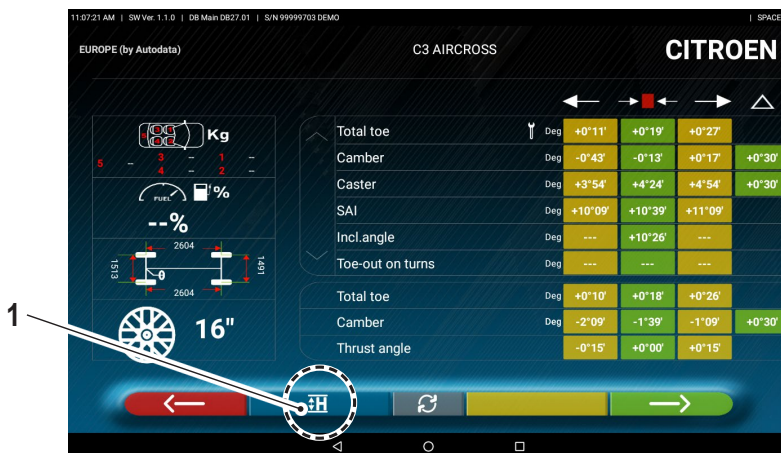 11:07:21 AM | SW Ver. 1.1.0 | DB Main DB27.01 | S/N 99999703 DEMO | SPACE
EUROPE (by Autodata) C3 AIRCROSS CITROEN
Kg
5 -- 3 -- 1 --
4 -- 2 --
FUEL %
--%
2604
1513 1491
2604
16"
Total toe Deg +0°11' +0°19' +0°27'
Camber Deg -0°43' -0°13' +0°17' +0°30'
Caster Deg +3°54' +4°24' +4°54' +0°30'
SAI Deg +10°09' +10°39' +11°09'
Incl.angle Deg --- +10°26' ---
Toe-out on turns Deg --- --- ---
Total toe Deg +0°10' +0°18' +0°26'
Camber Deg -2°09' -1°39' -1°09' +0°30'
Thrust angle -0°15' +0°00' +0°15'
1
H